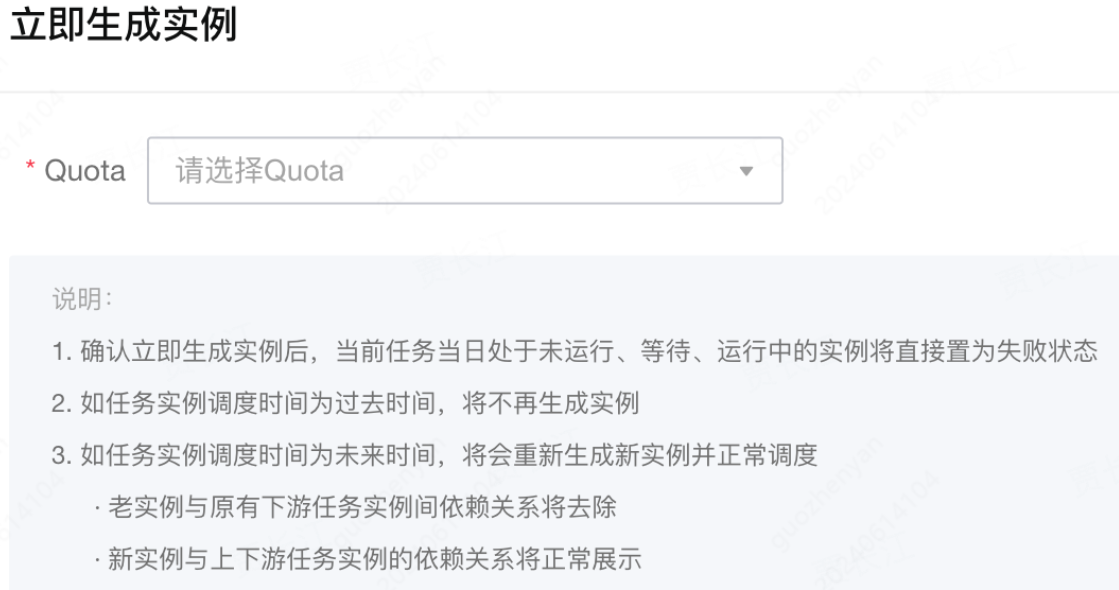 立即生成实例
* Quota 请选择Quota
说明：
1. 确认立即生成实例后，当前任务当日处于未运行、等待、运行中的实例将直接置为失败状态
2. 如任务实例调度时间为过去时间，将不再生成实例
3. 如任务实例调度时间为未来时间，将会重新生成新实例并正常调度
· 老实例与原有下游任务实例间依赖关系将去除
· 新实例与上下游任务实例的依赖关系将正常展示